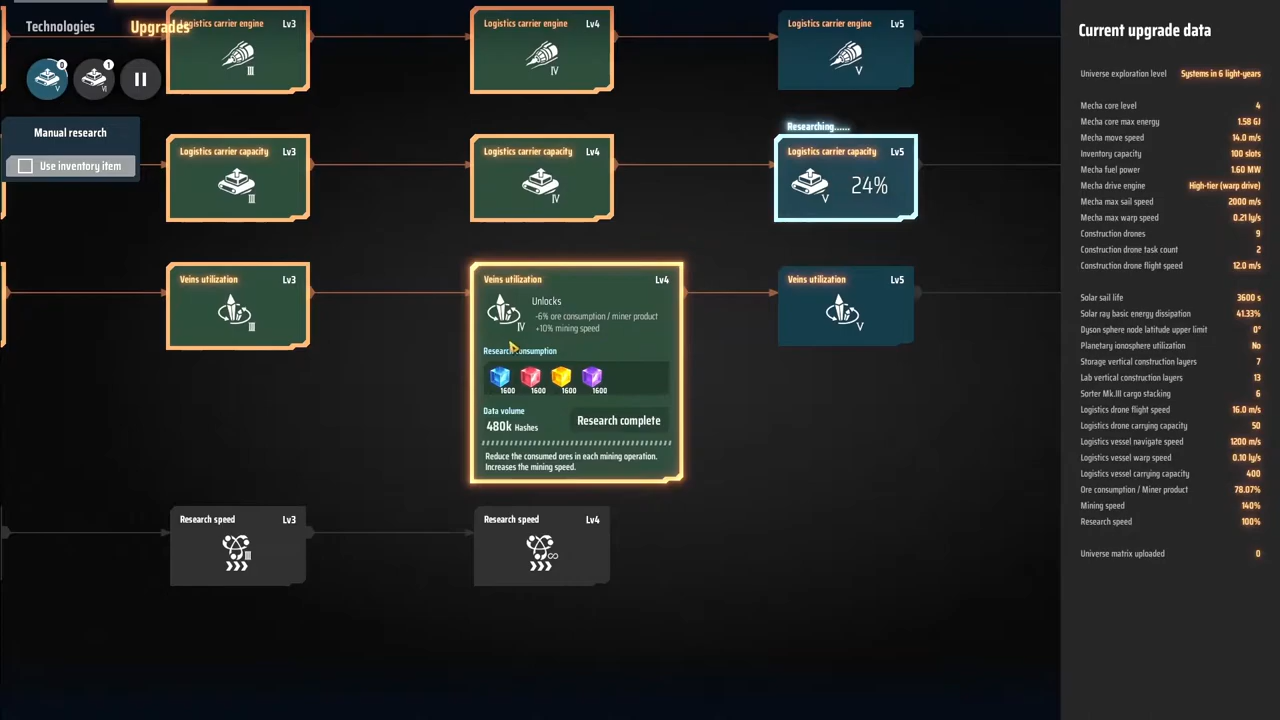 Technologies
Upgrades
0
V
1
VI
Manual research
Use inventory item
Logistics carrier engine Lv3
III
Logistics carrier engine Lv4
IV
Logistics carrier engine Lv5
V
Logistics carrier capacity Lv3
III
Logistics carrier capacity Lv4
IV
Researching......
Logistics carrier capacity Lv5
V
24%
Veins utilization Lv3
III
Veins utilization Lv4
IV
Unlocks
-6% ore consumption / miner product
+10% mining speed
Research consumption
1600 1600 1600 1600
Data volume
480k Hashes
Research complete
Reduce the consumed ores in each mining operation.
Increases the mining speed.
Veins utilization Lv5
V
Research speed Lv3
III
Research speed Lv4
∞
Current upgrade data
Universe exploration level Systems in 6 light-years
Mecha core level 4
Mecha core max energy 1.58 GJ
Mecha move speed 14.0 m/s
Inventory capacity 100 slots
Mecha fuel power 1.60 MW
Mecha drive engine High-tier (warp drive)
Mecha max sail speed 2000 m/s
Mecha max warp speed 0.21 ly/s
Construction drones 9
Construction drone task count 2
Construction drone flight speed 12.0 m/s
Solar sail life 3600 s
Solar ray basic energy dissipation 41.33%
Dyson sphere node latitude upper limit 0°
Planetary ionosphere utilization No
Storage vertical construction layers 7
Lab vertical construction layers 13
Sorter Mk.III cargo stacking 6
Logistics drone flight speed 16.0 m/s
Logistics drone carrying capacity 50
Logistics vessel navigate speed 1200 m/s
Logistics vessel warp speed 0.10 ly/s
Logistics vessel carrying capacity 400
Ore consumption / Miner product 78.07%
Mining speed 140%
Research speed 100%
Universe matrix uploaded 0